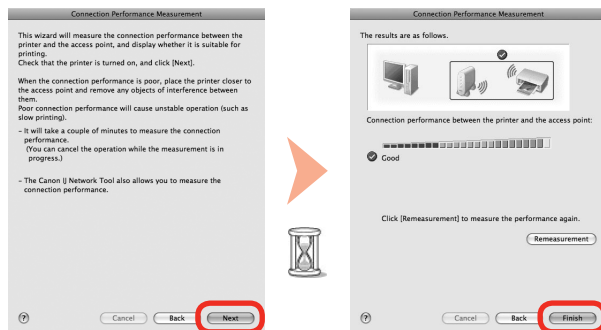 Connection Performance Measurement
This wizard will measure the connection performance between the
printer and the access point, and display whether it is suitable for
printing.
Check that the printer is turned on, and click [Next].
When the connection performance is poor, place the printer closer to
the access point and remove any objects of interference between
them.
Poor connection performance will cause unstable operation (such as
slow printing).
- It will take a couple of minutes to measure the connection
performance.
(You can cancel the operation while the measurement is in
progress.)
- The Canon IJ Network Tool also allows you to measure the
connection performance.
? Cancel Back Next
Connection Performance Measurement
The results are as follows.
Connection performance between the printer and the access point:
Good
Click [Remeasurement] to measure the performance again.
Remeasurement
? Cancel Back Finish